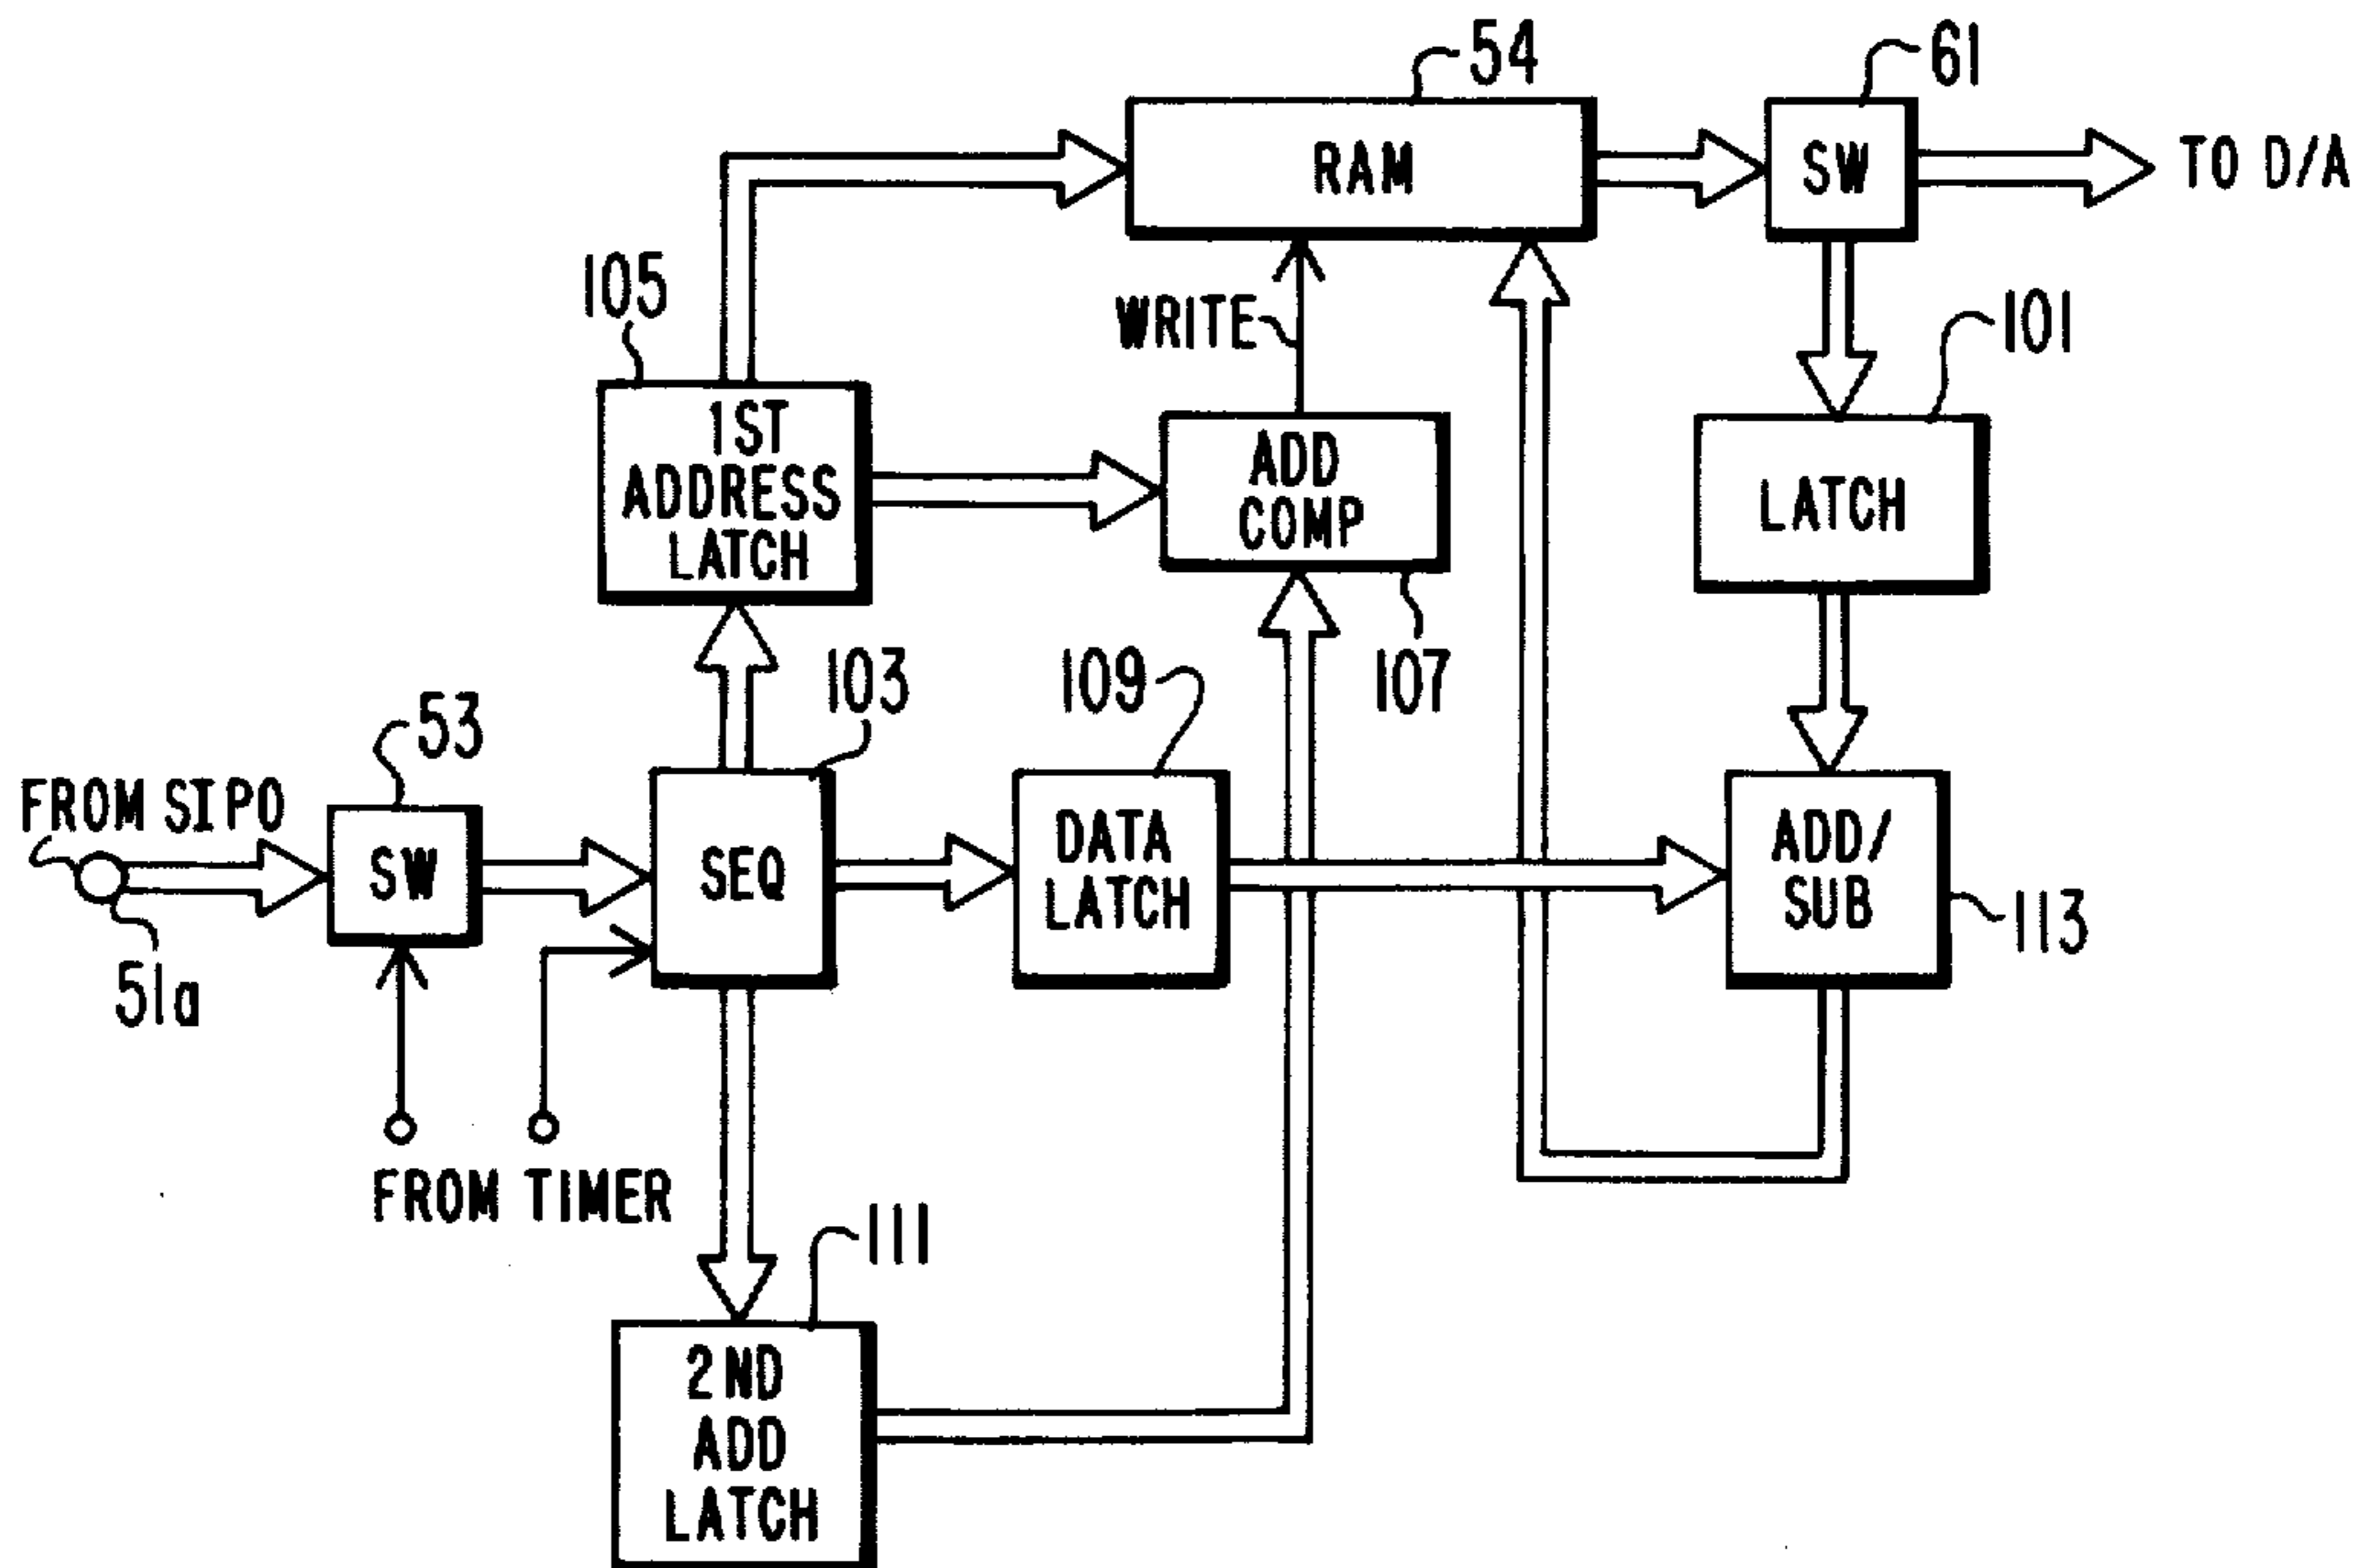 54
61
RAM
SW
TO D/A
105
WRITE
101
1ST
ADDRESS
LATCH
ADD
COMP
LATCH
53
103
109
107
FROM SIPO
SW
SEQ
DATA
LATCH
ADD/
SUB
113
51a
FROM TIMER
111
2ND
ADD
LATCH